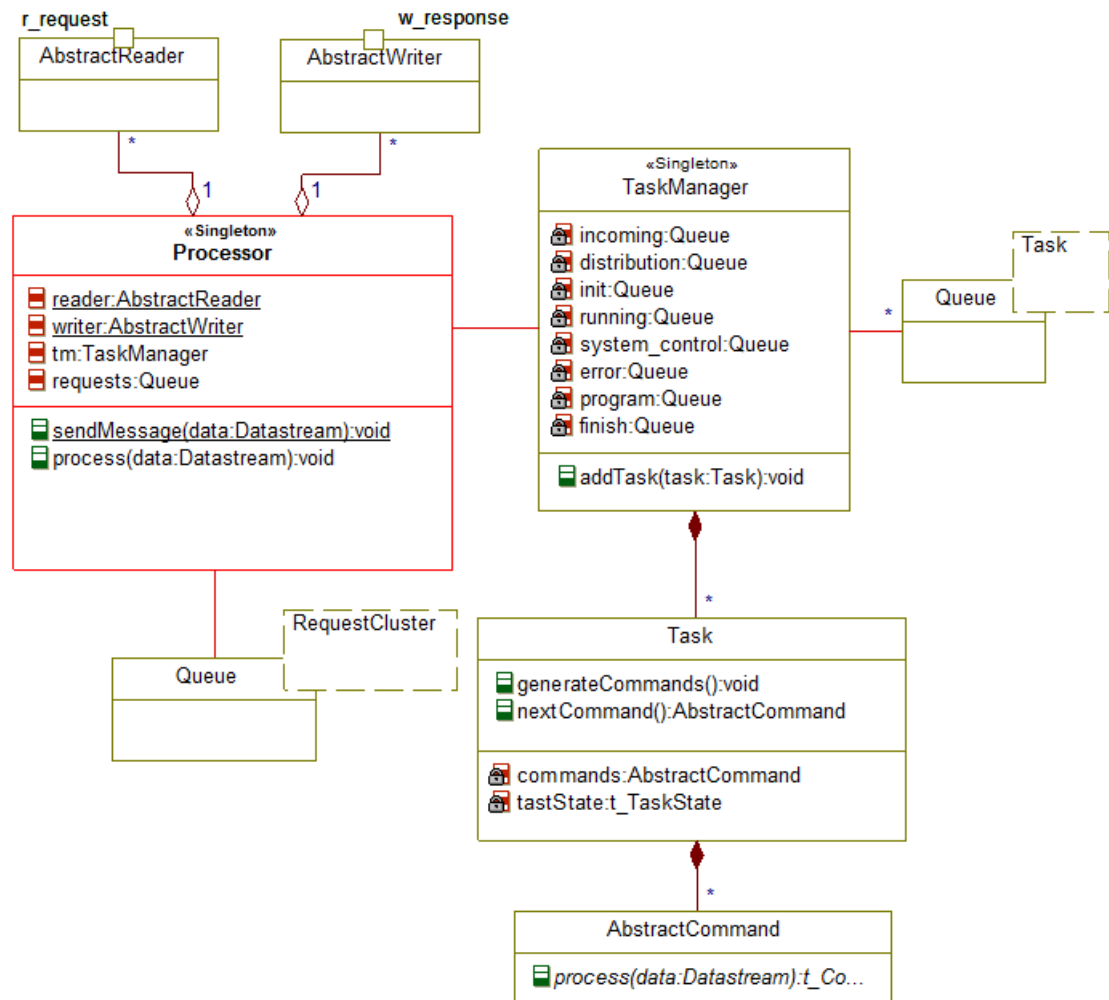 r_request
w_response
AbstractReader
AbstractWriter
*
*
1
1
«Singleton»
Processor
reader:AbstractReader
writer:AbstractWriter
tm:TaskManager
requests:Queue
sendMessage(data:Datastream):void
process(data:Datastream):void
«Singleton»
TaskManager
incoming:Queue
distribution:Queue
init:Queue
running:Queue
system_control:Queue
error:Queue
program:Queue
finish:Queue
addTask(task:Task):void
*
Task
Queue
RequestCluster
Queue
*
Task
generateCommands():void
nextCommand():AbstractCommand
commands:AbstractCommand
tastState:t_TaskState
*
AbstractCommand
process(data:Datastream):t_Co...